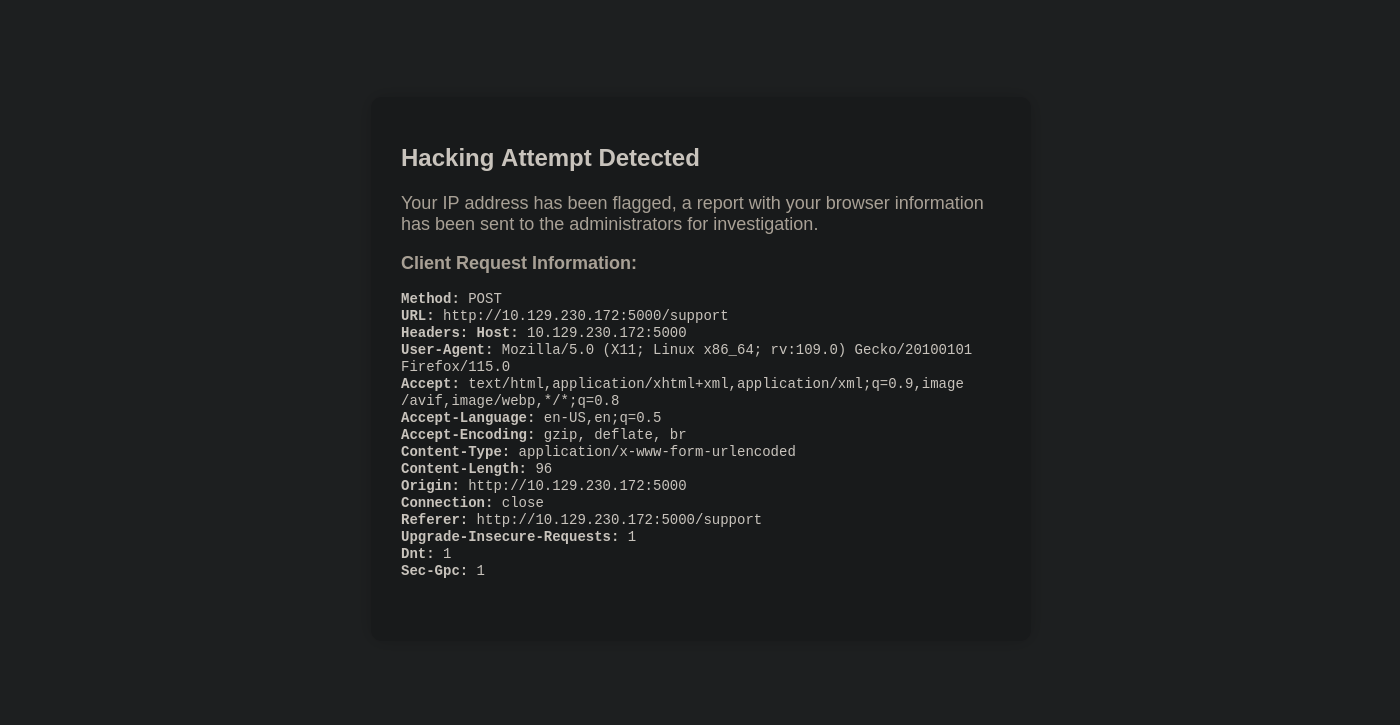 Hacking Attempt Detected
Your IP address has been flagged, a report with your browser information
has been sent to the administrators for investigation.
Client Request Information:
Method: POST
URL: http://10.129.230.172:5000/support
Headers: Host: 10.129.230.172:5000
User-Agent: Mozilla/5.0 (X11; Linux x86_64; rv:109.0) Gecko/20100101
Firefox/115.0
Accept: text/html,application/xhtml+xml,application/xml;q=0.9,image
/avif,image/webp,*/*;q=0.8
Accept-Language: en-US,en;q=0.5
Accept-Encoding: gzip, deflate, br
Content-Type: application/x-www-form-urlencoded
Content-Length: 96
Origin: http://10.129.230.172:5000
Connection: close
Referer: http://10.129.230.172:5000/support
Upgrade-Insecure-Requests: 1
Dnt: 1
Sec-Gpc: 1